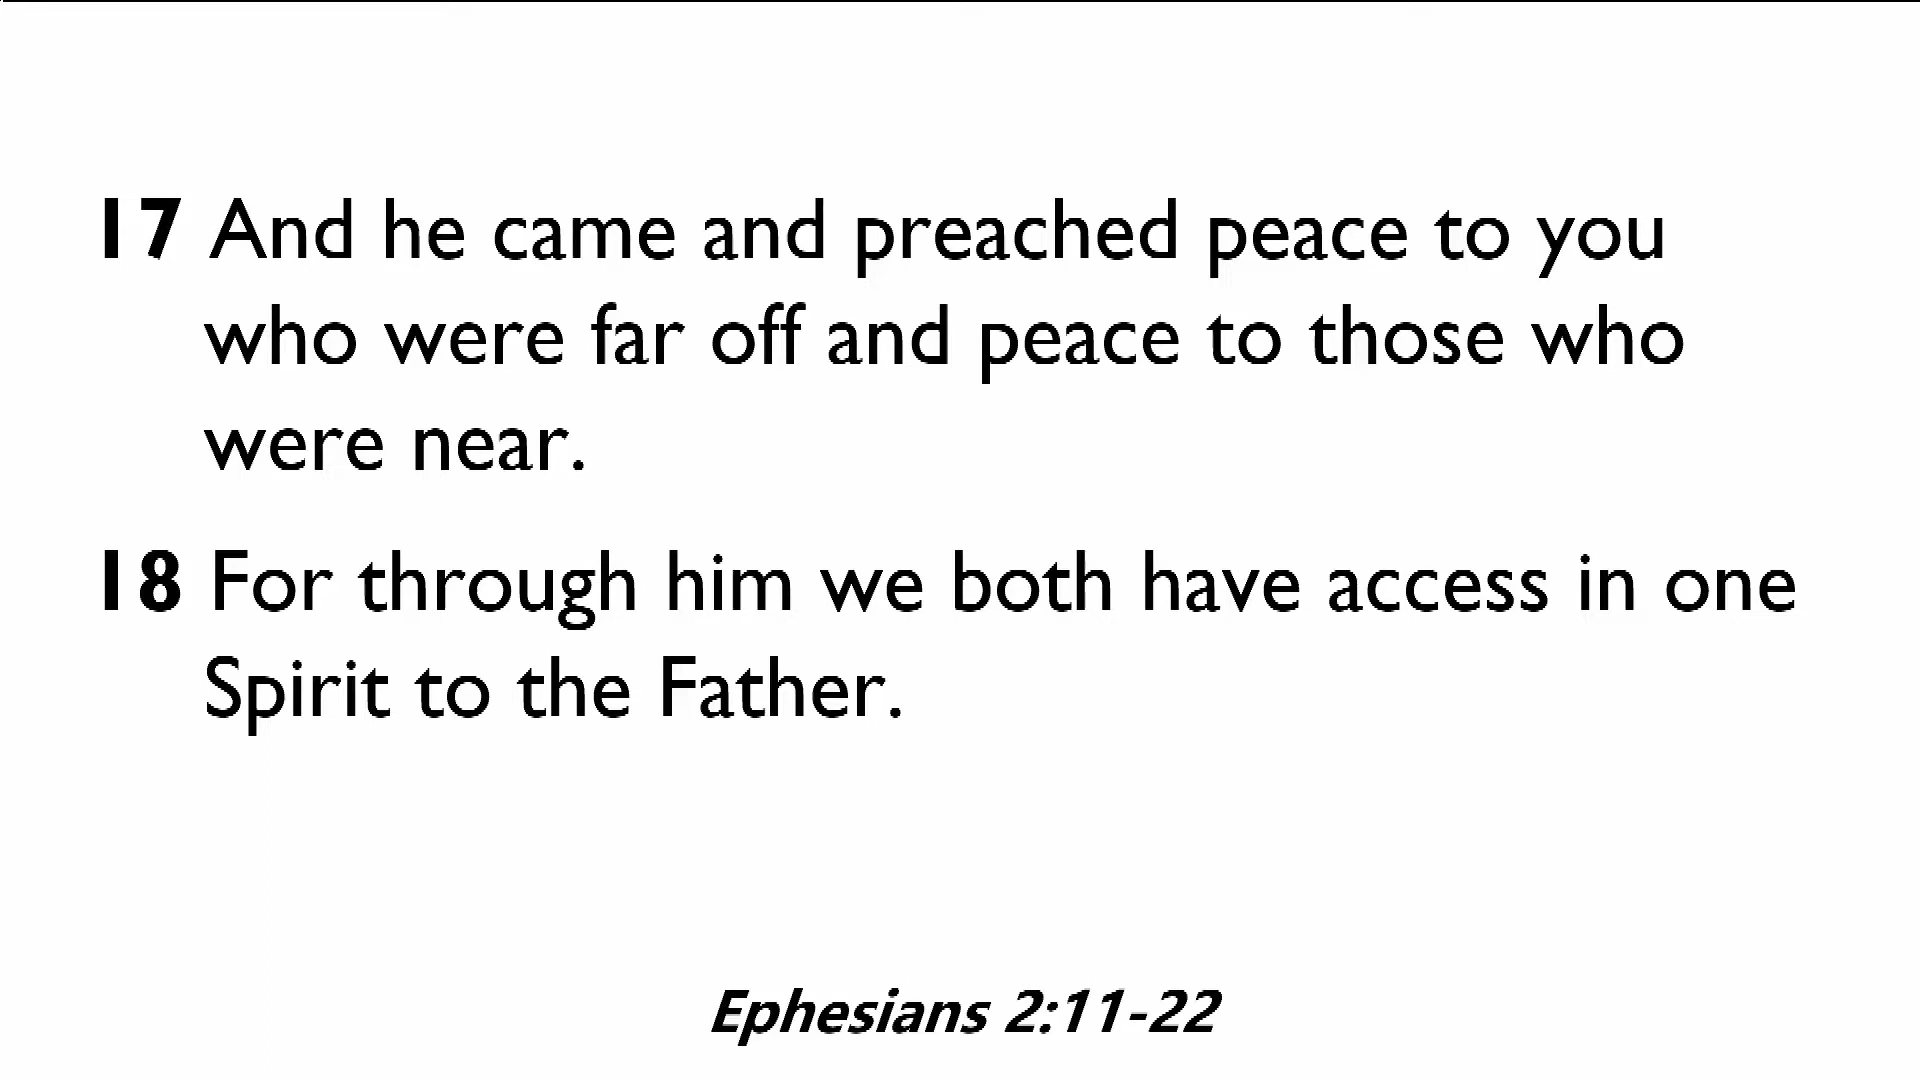 17 And he came and preached peace to you
who were far off and peace to those who
were near.
18 For through him we both have access in one
Spirit to the Father.
Ephesians 2:11-22